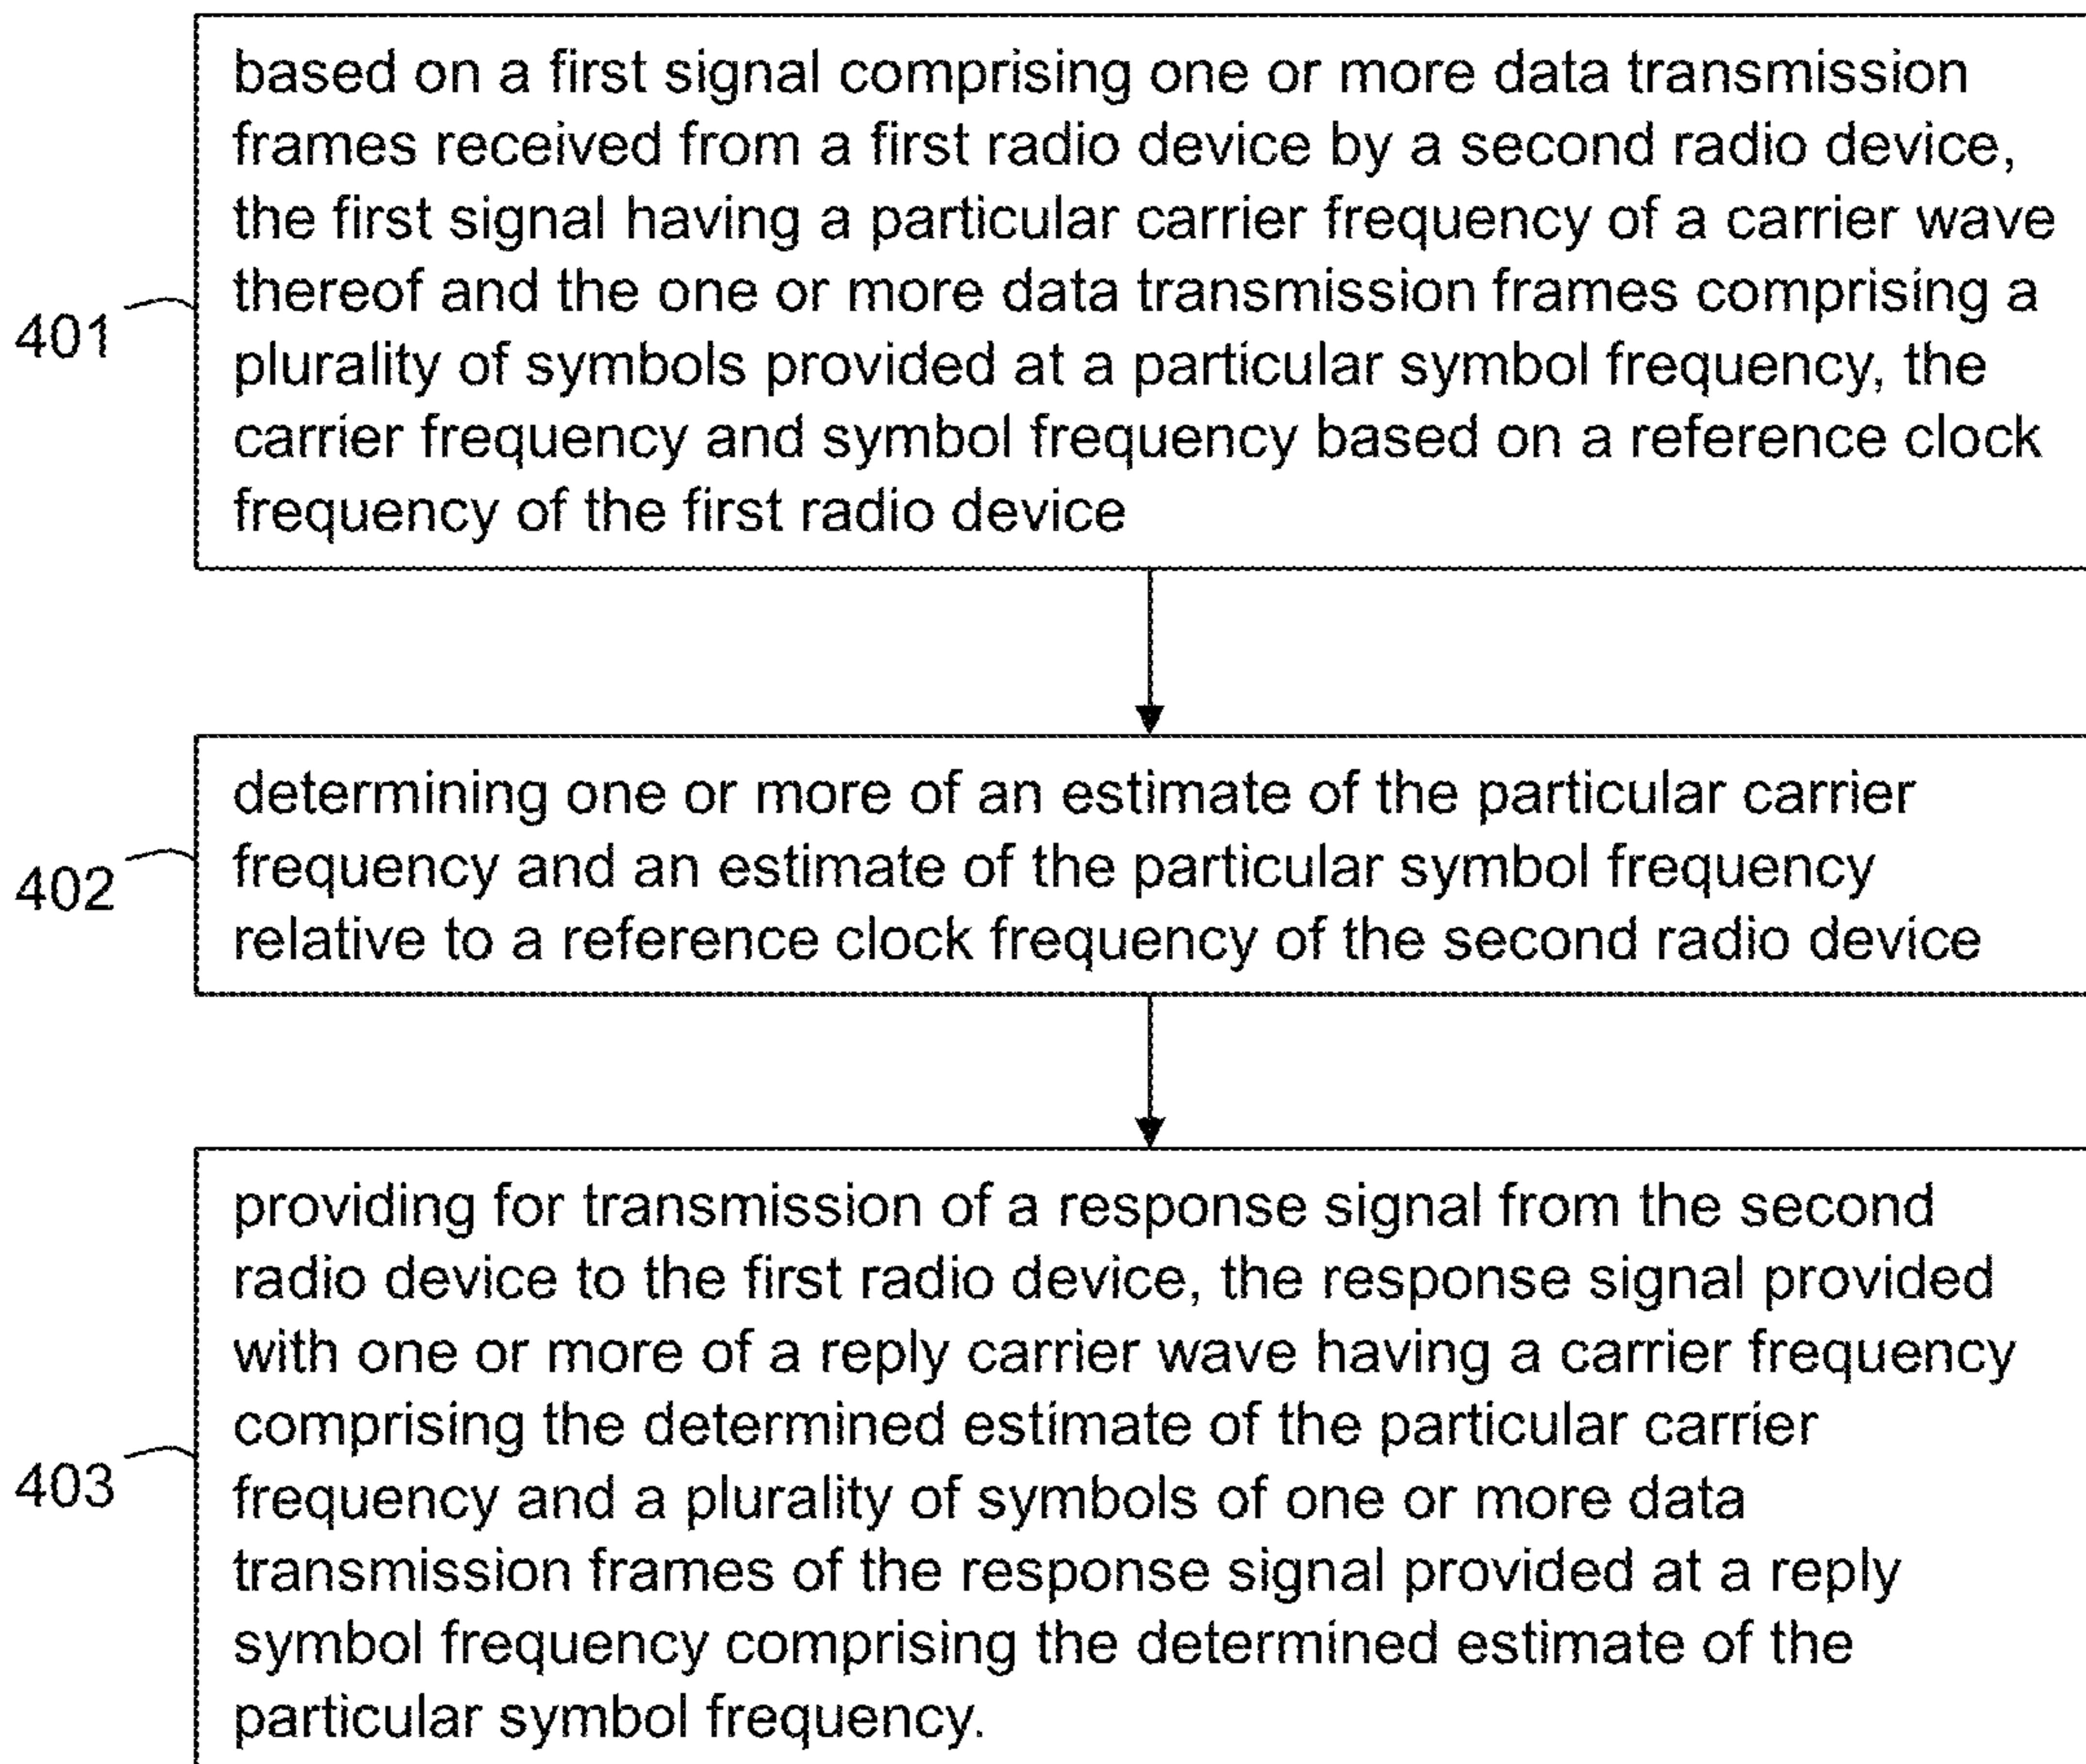 based on a first signal comprising one or more data transmission
frames received from a first radio device by a second radio device,
the first signal having a particular carrier frequency of a carrier wave
thereof and the one or more data transmission frames comprising a
401
plurality of symbols provided at a particular symbol frequency, the
carrier frequency and symbol frequency based on a reference clock
frequency of the first radio device
determining one or more of an estimate of the particular carrier
frequency and an estimate of the particular symbol frequency
402
relative to a reference clock frequency of the second radio device
providing for transmission of a response signal from the second
radio device to the first radio device, the response signal provided
with one or more of a reply carrier wave having a carrier frequency
comprising the determined estimate of the particular carrier
403
frequency and a plurality of symbols of one or more data
transmission frames of the response signal provided at a reply
symbol frequency comprising the determined estimate of the
particular symbol frequency.